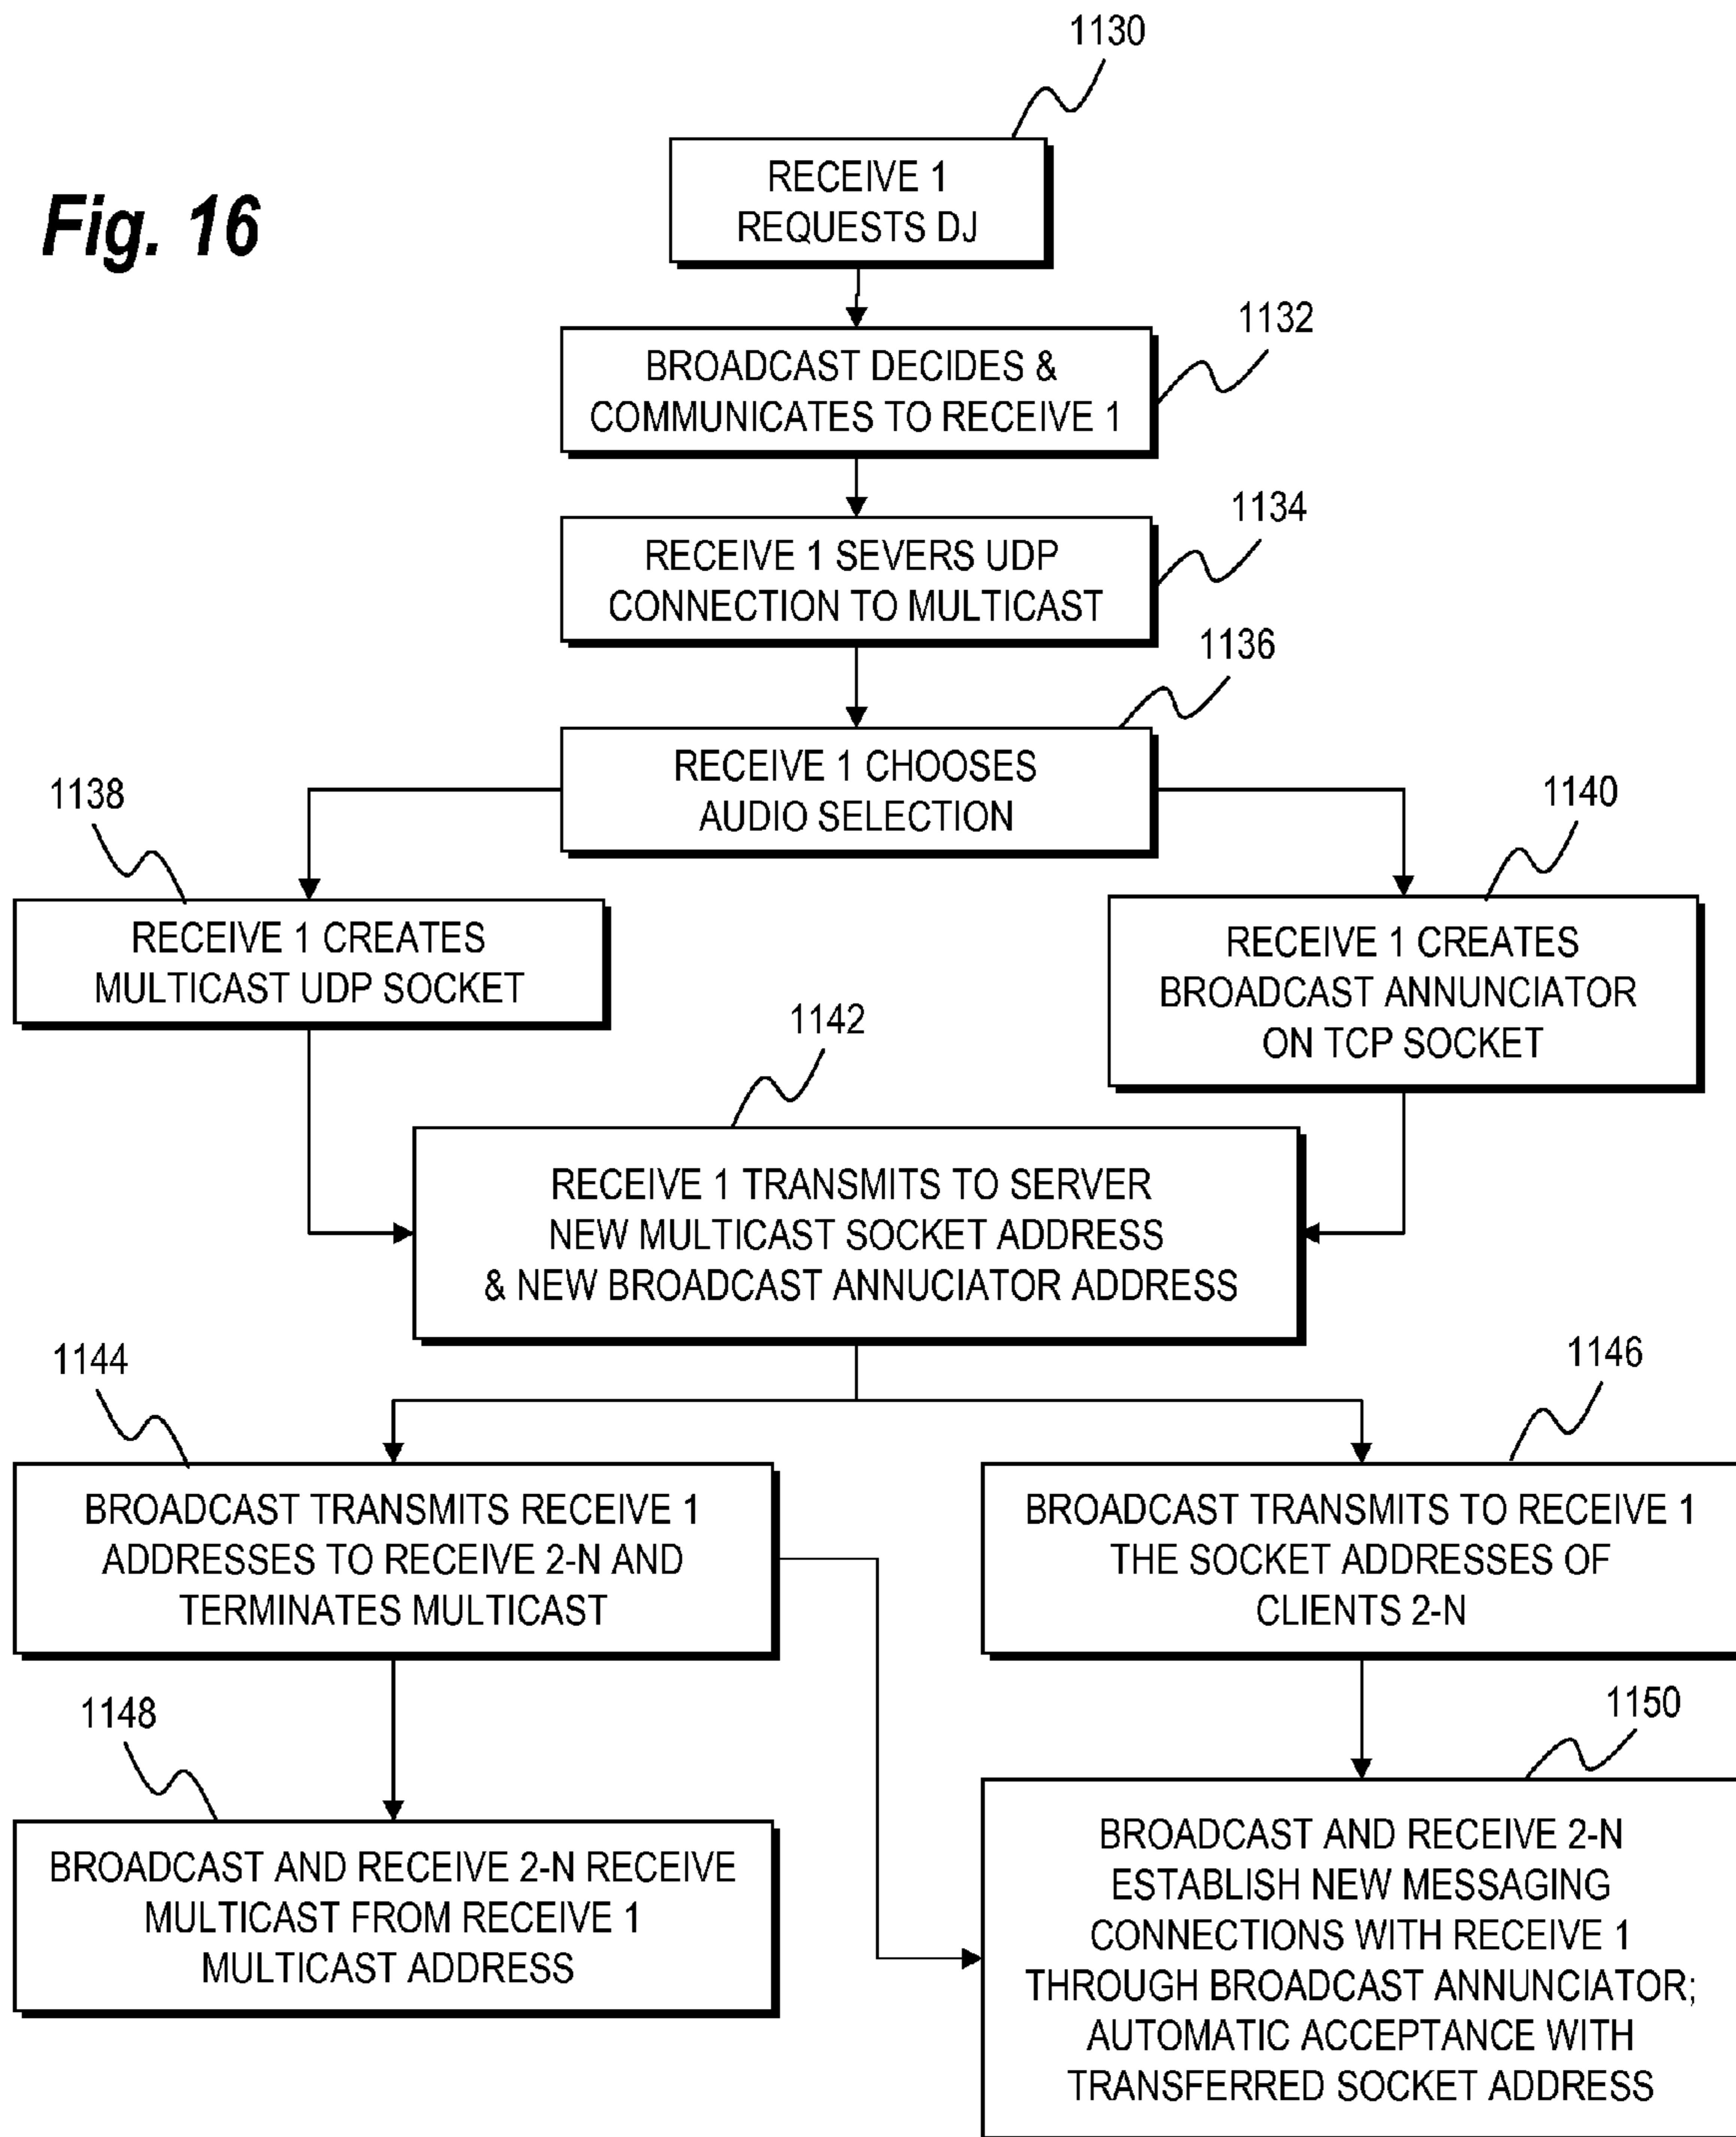 Fig. 16
1130
RECEIVE 1
REQUESTS DJ
1132
BROADCAST DECIDES &
COMMUNICATES TO RECEIVE 1
1134
RECEIVE 1 SEVERS UDP
CONNECTION TO MULTICAST
1136
RECEIVE 1 CHOOSES
AUDIO SELECTION
1138
RECEIVE 1 CREATES
MULTICAST UDP SOCKET
1140
RECEIVE 1 CREATES
BROADCAST ANNUNCIATOR
ON TCP SOCKET
1142
RECEIVE 1 TRANSMITS TO SERVER
NEW MULTICAST SOCKET ADDRESS
& NEW BROADCAST ANNUCIATOR ADDRESS
1144
BROADCAST TRANSMITS RECEIVE 1
ADDRESSES TO RECEIVE 2-N AND
TERMINATES MULTICAST
1146
BROADCAST TRANSMITS TO RECEIVE 1
THE SOCKET ADDRESSES OF
CLIENTS 2-N
1148
BROADCAST AND RECEIVE 2-N RECEIVE
MULTICAST FROM RECEIVE 1
MULTICAST ADDRESS
1150
BROADCAST AND RECEIVE 2-N
ESTABLISH NEW MESSAGING
CONNECTIONS WITH RECEIVE 1
THROUGH BROADCAST ANNUNCIATOR;
AUTOMATIC ACCEPTANCE WITH
TRANSFERRED SOCKET ADDRESS